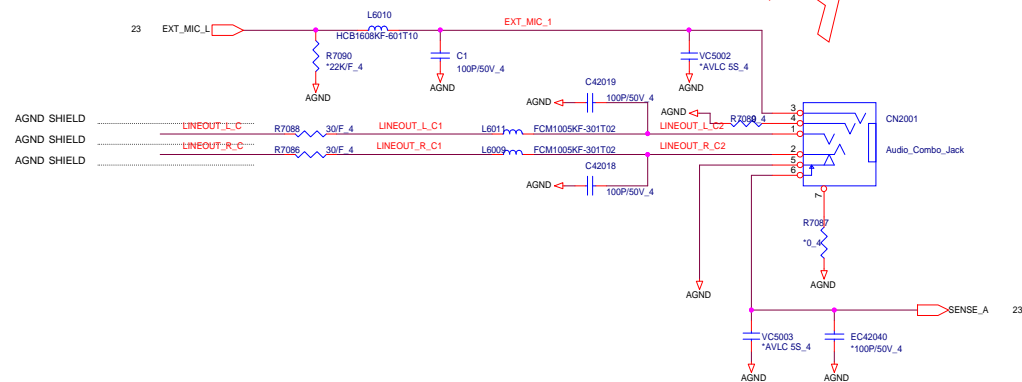 L6010
23 EXT_MIC_L
EXT_MIC_1
HCB1608KF-601T10
R7090
*22K/F_4
C1
100P/50V_4
VC5002
*AVLC 5S_4
AGND
AGND
AGND
C42019
100P/50V_4
AGND
AGND
R7089 0_4
3
4
1
2
5
6
7
CN2001
Audio_Combo_Jack
AGND SHIELD
LINEOUT_L_C
R7088
30/F_4
LINEOUT_L_C1
L6011
FCM1005KF-301T02
LINEOUT_L_C2
AGND SHIELD
LINEOUT_R_C
R7086
30/F_4
LINEOUT_R_C1
L6009
FCM1005KF-301T02
LINEOUT_R_C2
AGND SHIELD
C42018
AGND
100P/50V_4
R7087
*0_4
AGND
AGND
SENSE_A 23
VC5003
*AVLC 5S_4
EC42040
*100P/50V_4
AGND
AGND